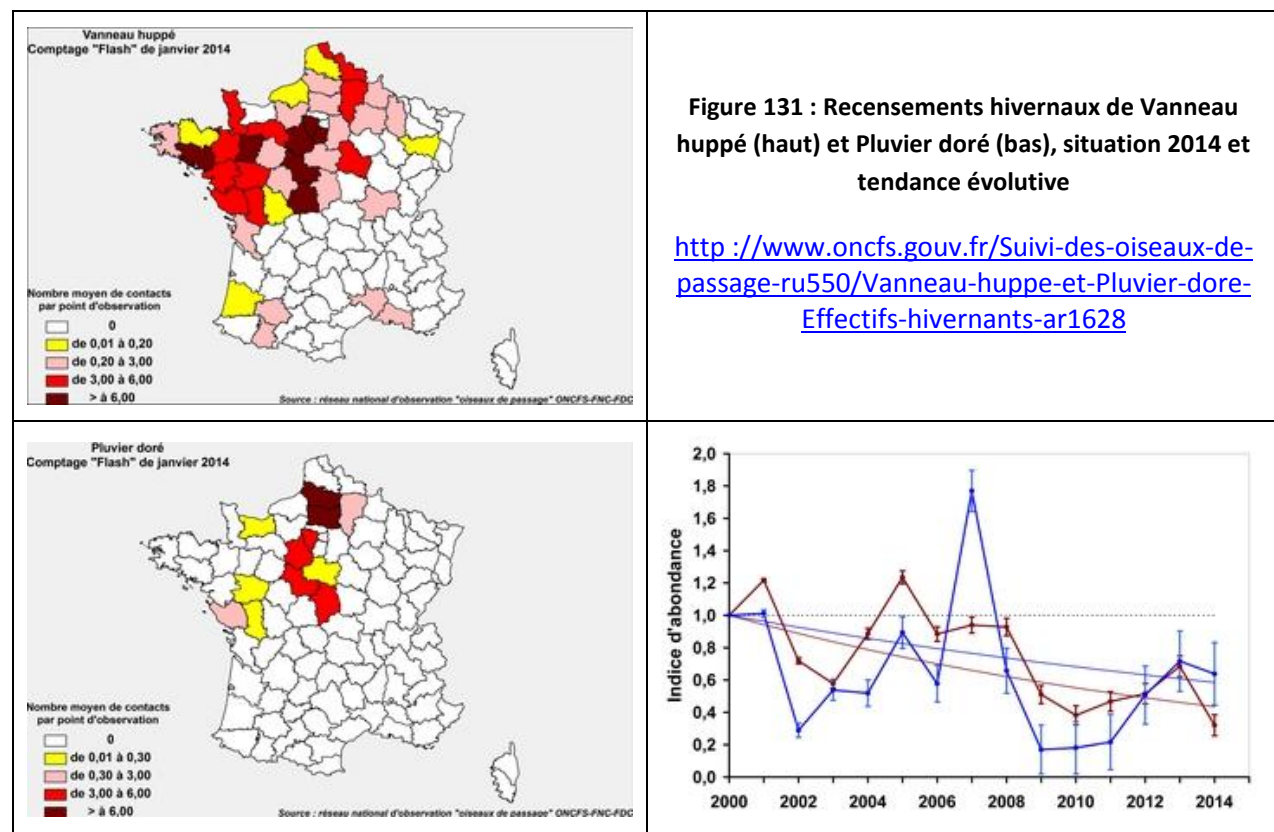 Vanneau huppé
Comptage "Flash" de janvier 2014
Nombre moyen de contacts
par point d'observation
0
de 0,01 à 0,20
de 0,20 à 3,00
de 3,00 à 6,00
> à 6,00
Source : réseau national d'observation "oiseaux de passage" ONCFS-FNC-FDC
Figure 131 : Recensements hivernaux de Vanneau
huppé (haut) et Pluvier doré (bas), situation 2014 et
tendance évolutive
http ://www.oncfs.gouv.fr/Suivi-des-oiseaux-de-
passage-ru550/Vanneau-huppe-et-Pluvier-dore-
Effectifs-hivernants-ar1628
Pluvier doré
Comptage "Flash" de janvier 2014
Nombre moyen de contacts
par point d'observation
0
de 0,01 à 0,30
de 0,30 à 3,00
de 3,00 à 6,00
> à 6,00
Source : réseau national d'observation "oiseaux de passage" ONCFS-FNC-FDC
Indice d'abondance
2,0
1,8
1,6
1,4
1,2
1,0
0,8
0,6
0,4
0,2
0,0
2000 2002 2004 2006 2008 2010 2012 2014